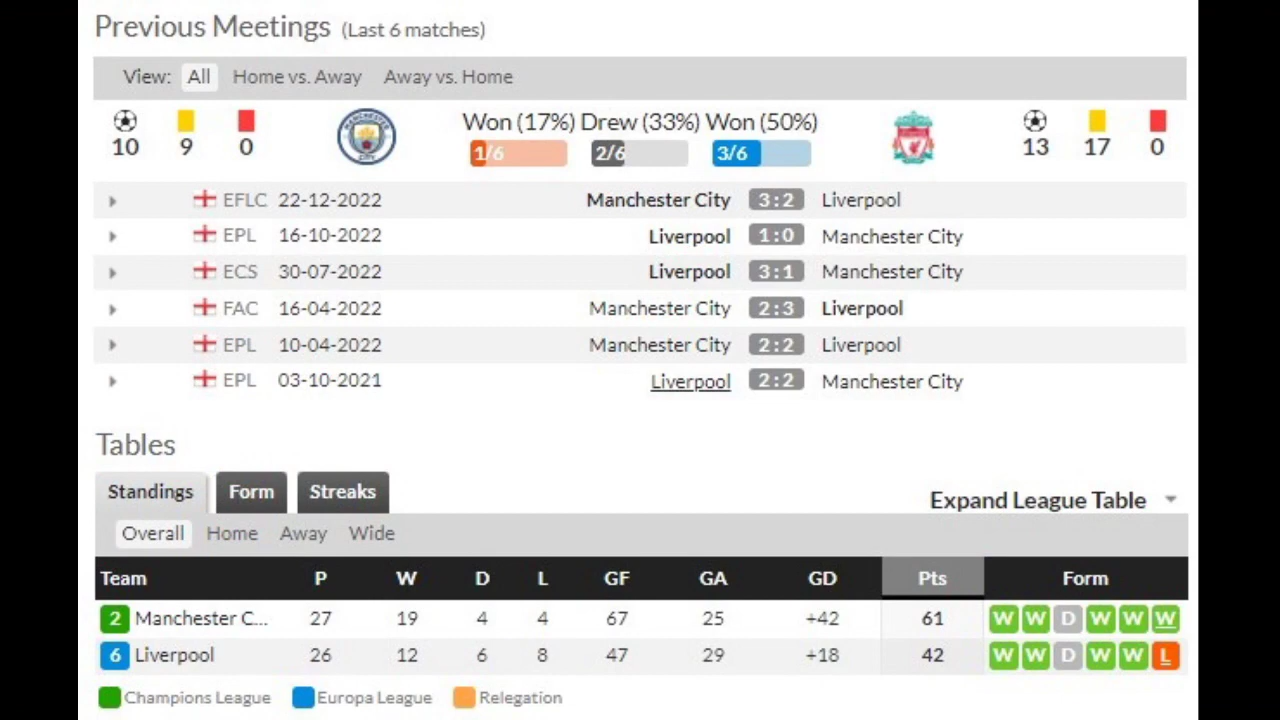 Previous Meetings (Last 6 matches)
View: All Home vs. Away Away vs. Home
Won (17%) Drew (33%) Won (50%)
10 9 0 1/6 2/6 3/6 13 17 0
EFLC 22-12-2022 Manchester City 3:2 Liverpool
EPL 16-10-2022 Liverpool 1:0 Manchester City
ECS 30-07-2022 Liverpool 3:1 Manchester City
FAC 16-04-2022 Manchester City 2:3 Liverpool
EPL 10-04-2022 Manchester City 2:2 Liverpool
EPL 03-10-2021 Liverpool 2:2 Manchester City
Tables
Standings Form Streaks Expand League Table
Overall Home Away Wide
Team P W D L GF GA GD Pts Form
2 Manchester C... 27 19 4 4 67 25 +42 61 W W D W W W
6 Liverpool 26 12 6 8 47 29 +18 42 W W D W W L
Champions League Europa League Relegation